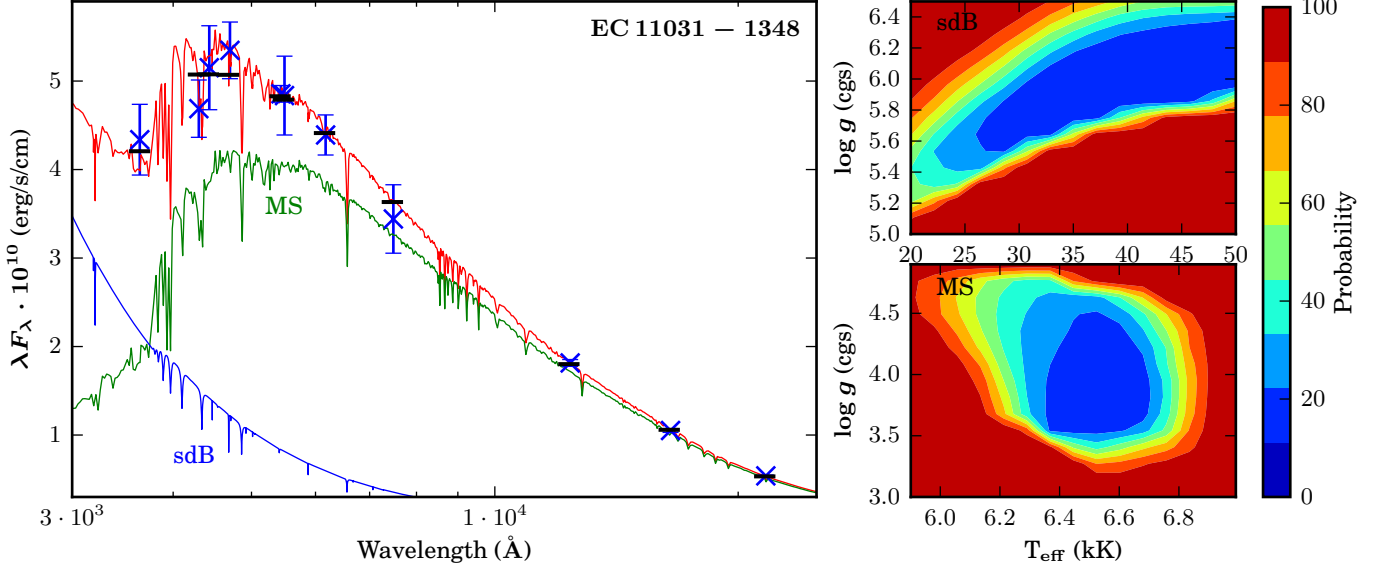 EC 11031 − 1348
MS
sdB
λF_λ · 10^10 (erg/s/cm)
5
4
3
2
1
3 · 10^3
1 · 10^4
Wavelength (Å)
sdB
log g (cgs)
6.4
6.2
6.0
5.8
5.6
5.4
5.2
5.0
20 25 30 35 40 45 50
MS
log g (cgs)
4.5
4.0
3.5
3.0
6.0 6.2 6.4 6.6 6.8
T_eff (kK)
100
80
60
40
20
0
Probability